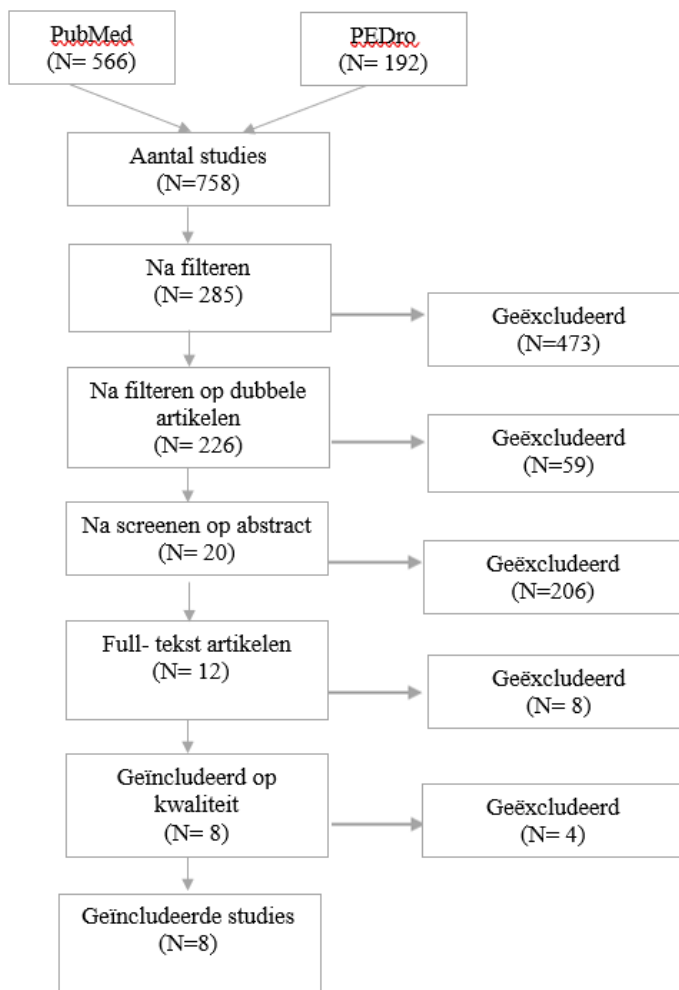 PubMed
(N= 566)
PEDro
(N= 192)
Aantal studies
(N=758)
Na filteren
(N= 285)
Geëxcludeerd
(N=473)
Na filteren op dubbele
artikelen
(N= 226)
Geëxcludeerd
(N=59)
Na screenen op abstract
(N= 20)
Geëxcludeerd
(N=206)
Full- tekst artikelen
(N= 12)
Geëxcludeerd
(N= 8)
Geïncludeerd op
kwaliteit
(N= 8)
Geëxcludeerd
(N= 4)
Geïncludeerde studies
(N=8)